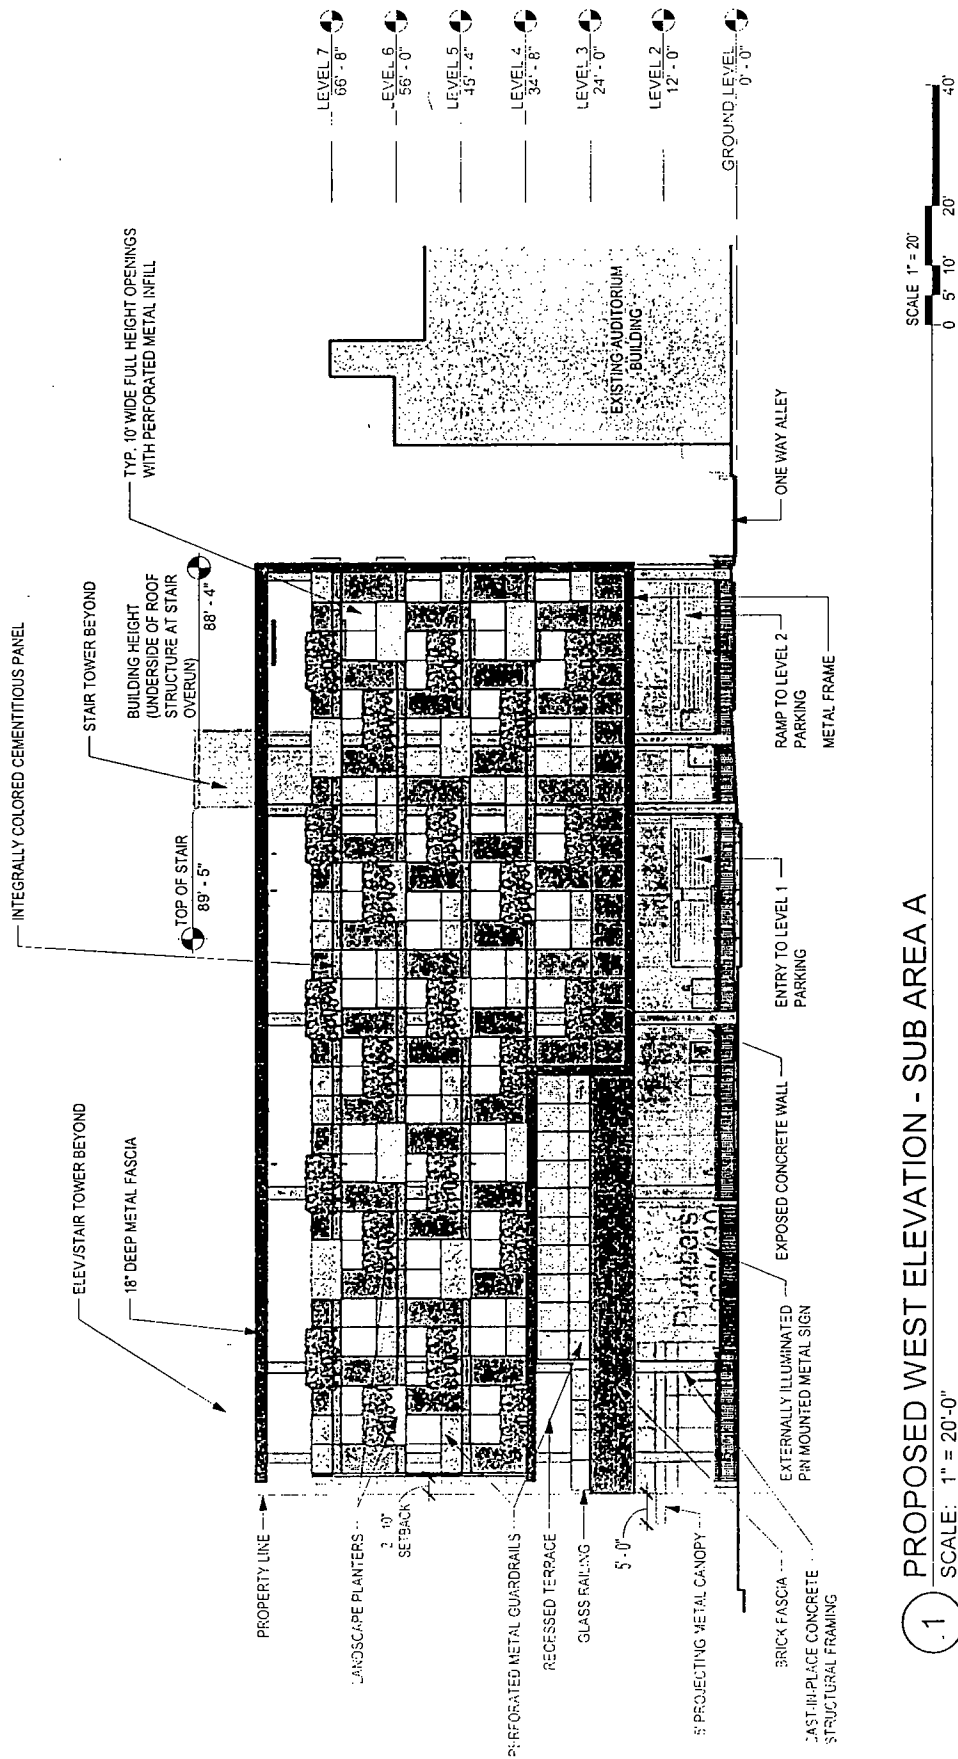 INTEGRALLY COLORED CEMENTITIOUS PANEL
ELEV/STAIR TOWER BEYOND
18" DEEP METAL FASCIA
STAIR TOWER BEYOND
TOP OF STAIR
89' - 5"
BUILDING HEIGHT
(UNDERSIDE OF ROOF
STRUCTURE AT STAIR
OVERUN)
88' - 4"
TYP. 10' WIDE FULL HEIGHT OPENINGS
WITH PERFORATED METAL INFILL
LEVEL 7
66' - 8"
LEVEL 6
56' - 0"
LEVEL 5
45' - 4"
LEVEL 4
34' - 8"
LEVEL 3
24' - 0"
LEVEL 2
12' - 0"
GROUND LEVEL
0' - 0"
PROPERTY LINE
LANDSCAPE PLANTERS
2' 10"
SETBACK
PERFORATED METAL GUARDRAILS
RECESSED TERRACE
GLASS RAILING
5' - 0"
PROJECTING METAL CANOPY
BRICK FASCIA
CAST-IN-PLACE CONCRETE
STRUCTURAL FRAMING
EXISTING AUDITORIUM
BUILDING
Plumbers
EXTERNALLY ILLUMINATED
PIN MOUNTED METAL SIGN
EXPOSED CONCRETE WALL
ENTRY TO LEVEL 1
PARKING
RAMP TO LEVEL 2
PARKING
METAL FRAME
ONE WAY ALLEY
1
PROPOSED WEST ELEVATION - SUB AREA A
SCALE: 1" = 20'-0"
SCALE 1" = 20'
0 5' 10' 20' 40'